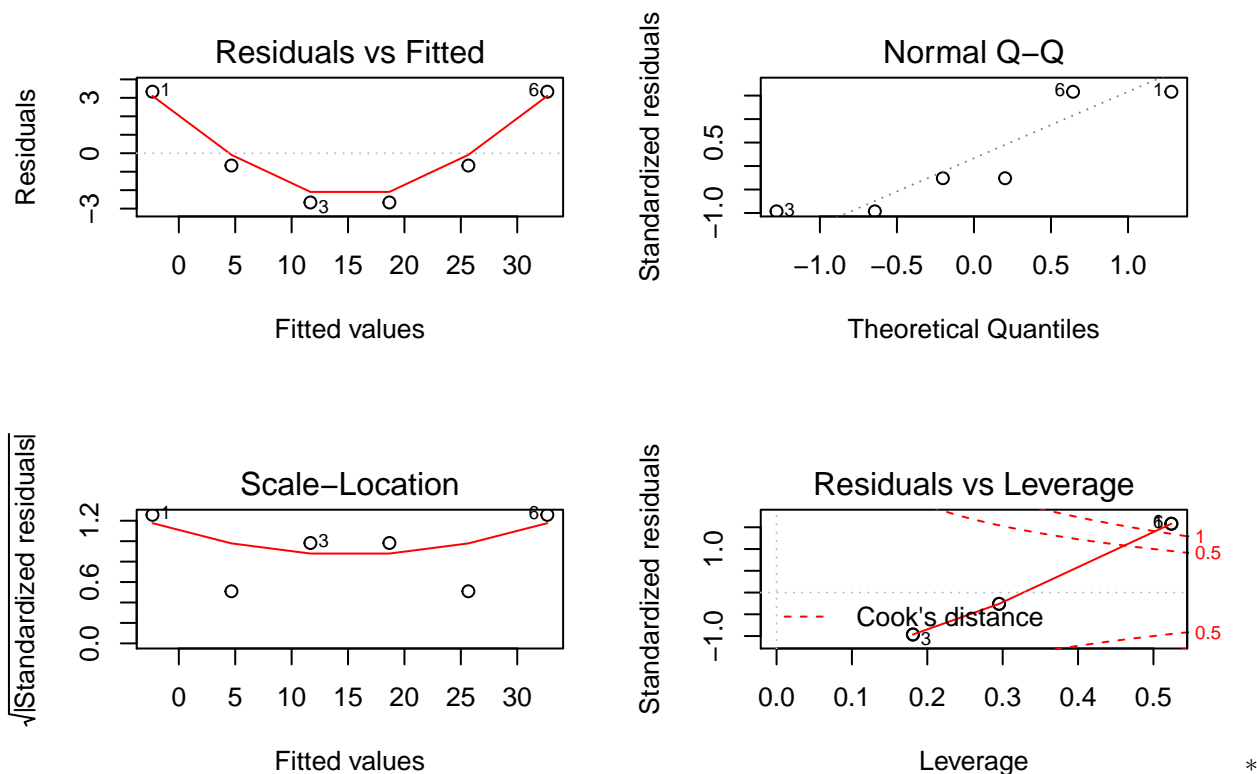 Residuals vs Fitted
Residuals
3
0
−3
1
6
3
0 5 10 15 20 25 30
Fitted values
Normal Q−Q
Standardized residuals
0.5
−1.0
6
1
3
−1.0 −0.5 0.0 0.5 1.0
Theoretical Quantiles
Scale−Location
√|Standardized residuals|
1.2
0.6
0.0
1
6
3
0 5 10 15 20 25 30
Fitted values
Residuals vs Leverage
Standardized residuals
1.0
−1.0
1
6
1
0.5
Cook's distance
3
0.5
0.0 0.1 0.2 0.3 0.4 0.5
Leverage
*